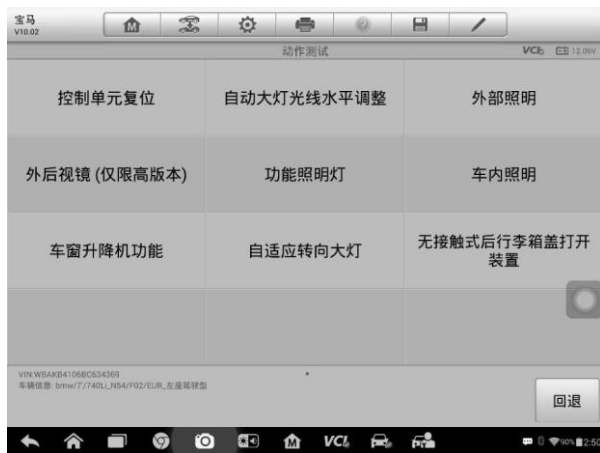 宝马
V10.02
动作测试
VCI 12.06V
控制单元复位
自动大灯光线水平调整
外部照明
外后视镜 (仅限高版本)
功能照明灯
车内照明
车窗升降机功能
自适应转向大灯
无接触式后行李箱盖打开
装置
VIN:WBAKB4106BC634369
车辆信息: bmw/7'/740Li_N54/F02/EUR_左座驾驶型
回退
VCI
90% 2:50